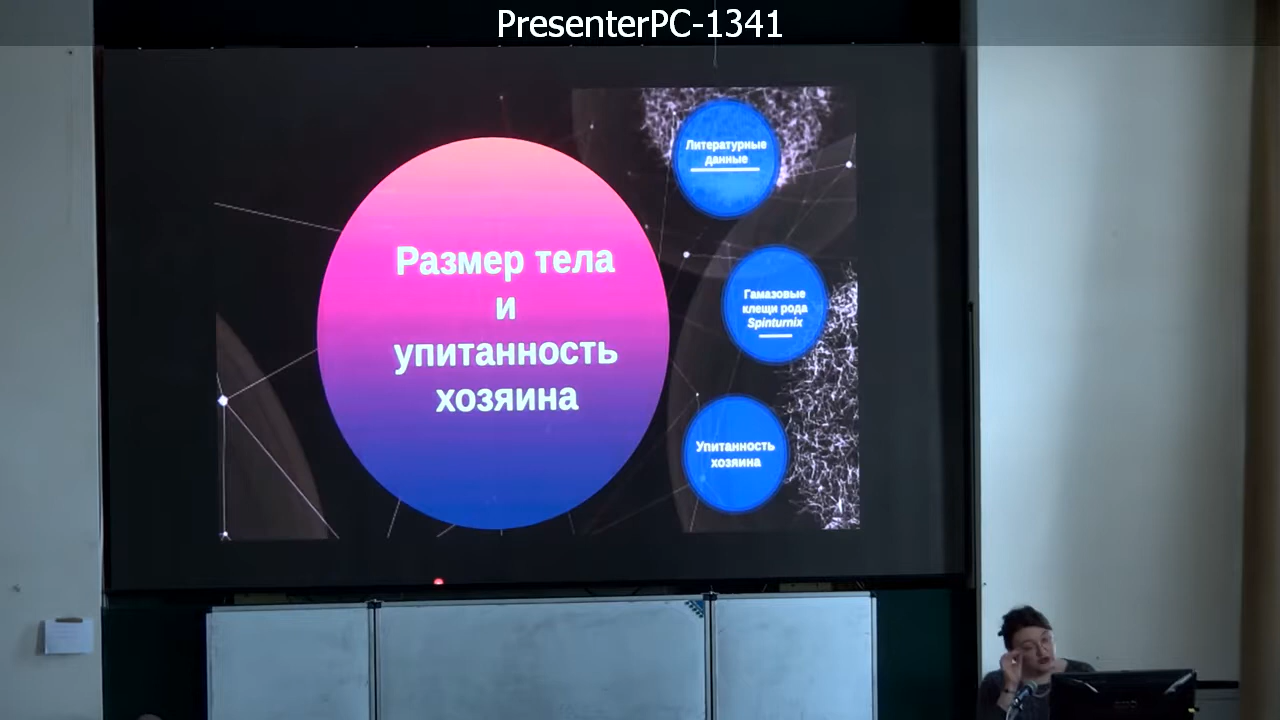 PresenterPC-1341
Размер тела
и
упитанность
хозяина
Литературные
данные
Гамазовые
клещи рода
Spinturnix
Упитанность
хозяина